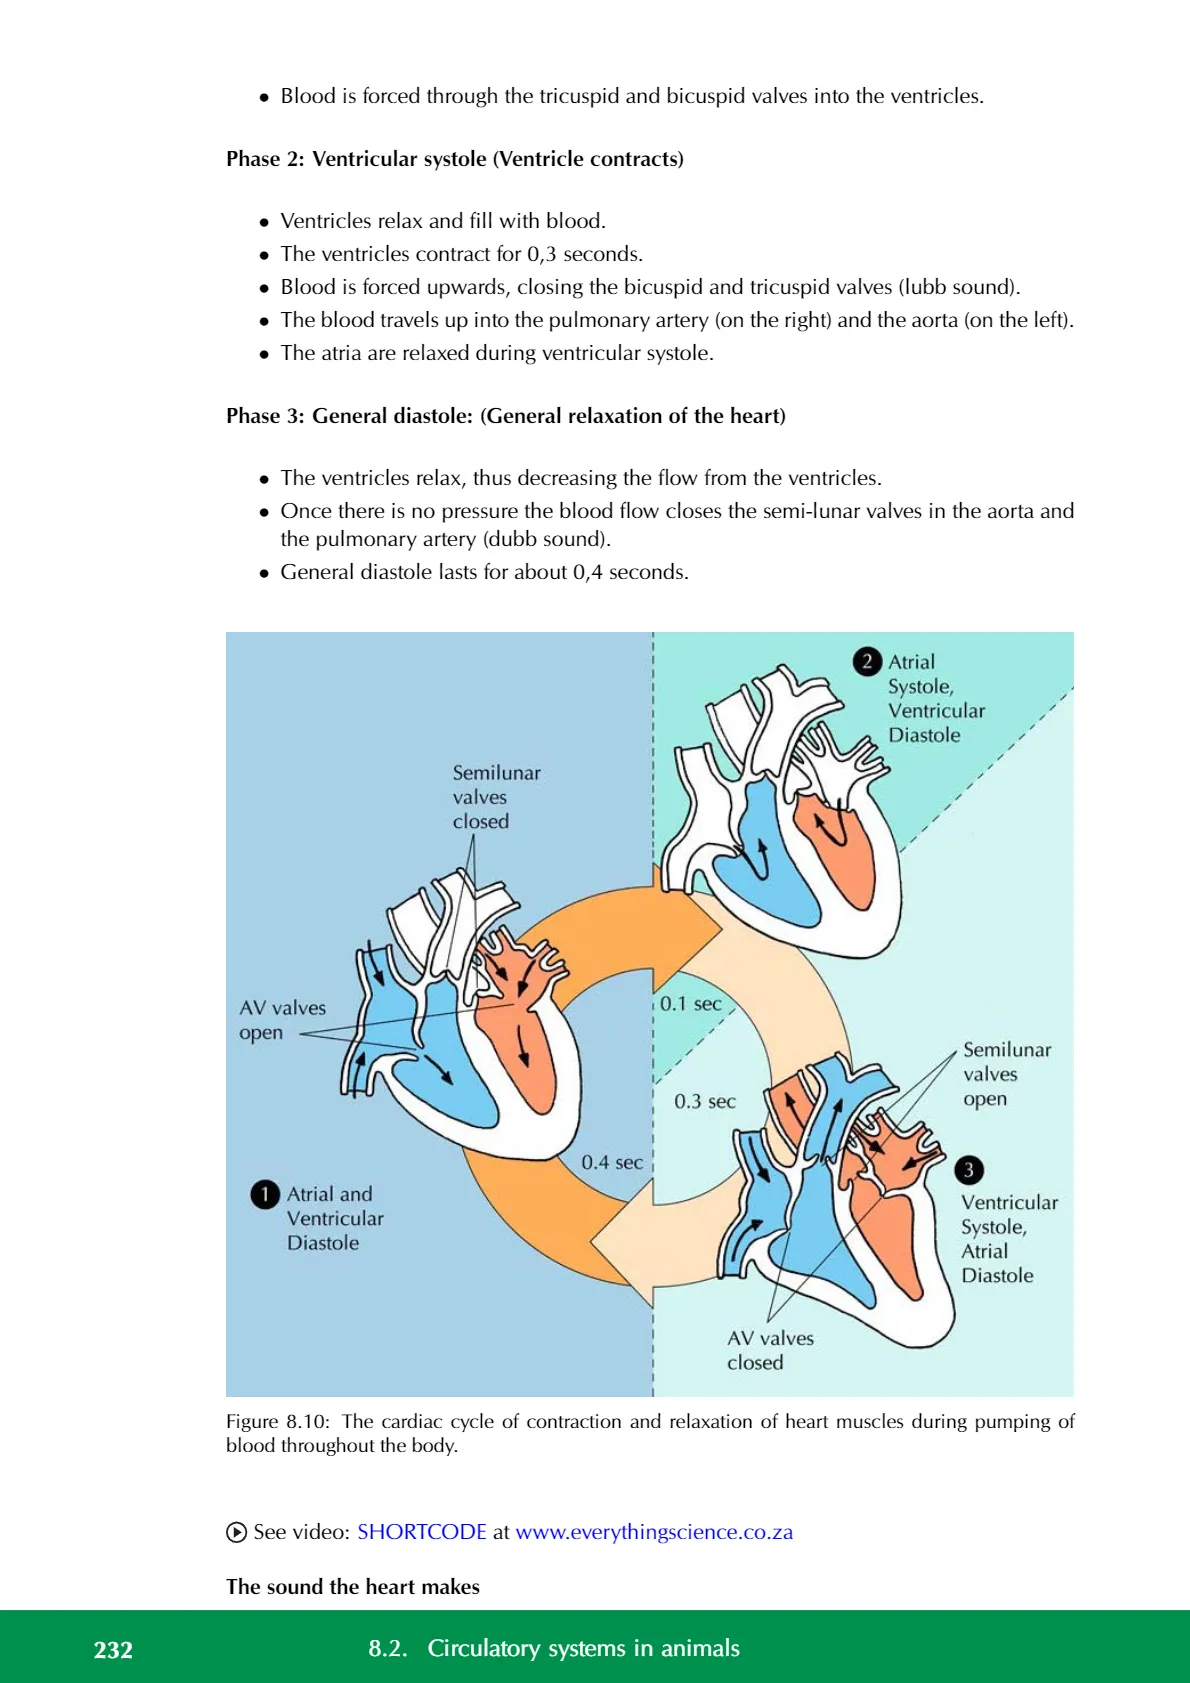 • Blood is forced through the tricuspid and bicuspid valves into the ventricles.
Phase 2: Ventricular systole (Ventricle contracts)
• Ventricles relax and fill with blood.
• The ventricles contract for 0,3 seconds.
• Blood is forced upwards, closing the bicuspid and tricuspid valves (lubb sound).
• The blood travels up into the pulmonary artery (on the right) and the aorta (on the left).
• The atria are relaxed during ventricular systole.
Phase 3: General diastole: (General relaxation of the heart)
• The ventricles relax, thus decreasing the flow from the ventricles.
• Once there is no pressure the blood flow closes the semi-lunar valves in the aorta and
the pulmonary artery (dubb sound).
• General diastole lasts for about 0,4 seconds.
2 Atrial
Systole,
Ventricular
Diastole
Semilunar
valves
closed
AV valves
open
0.1 sec
0.3 sec
0.4 sec
Semilunar
valves
open
1 Atrial and
Ventricular
Diastole
3
Ventricular
Systole,
Atrial
Diastole
AV valves
closed
Figure 8.10: The cardiac cycle of contraction and relaxation of heart muscles during pumping of
blood throughout the body.
See video: SHORTCODE at www.everythingscience.co.za
The sound the heart makes
232 8.2. Circulatory systems in animals